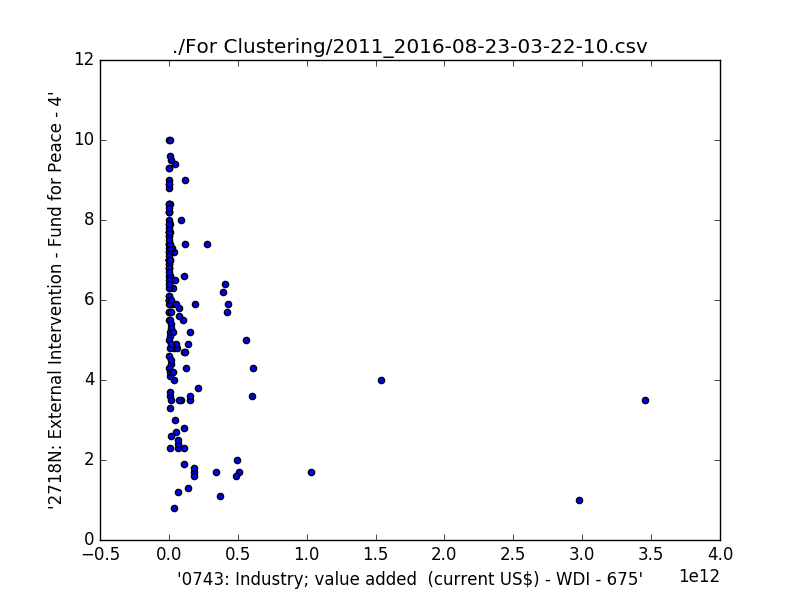 ./For Clustering/2011_2016-08-23-03-22-10.csv
12
10
8
6
4
2
0
'2718N: External Intervention - Fund for Peace - 4'
−0.5 0.0 0.5 1.0 1.5 2.0 2.5 3.0 3.5 4.0
1e12
'0743: Industry; value added  (current US$) - WDI - 675'